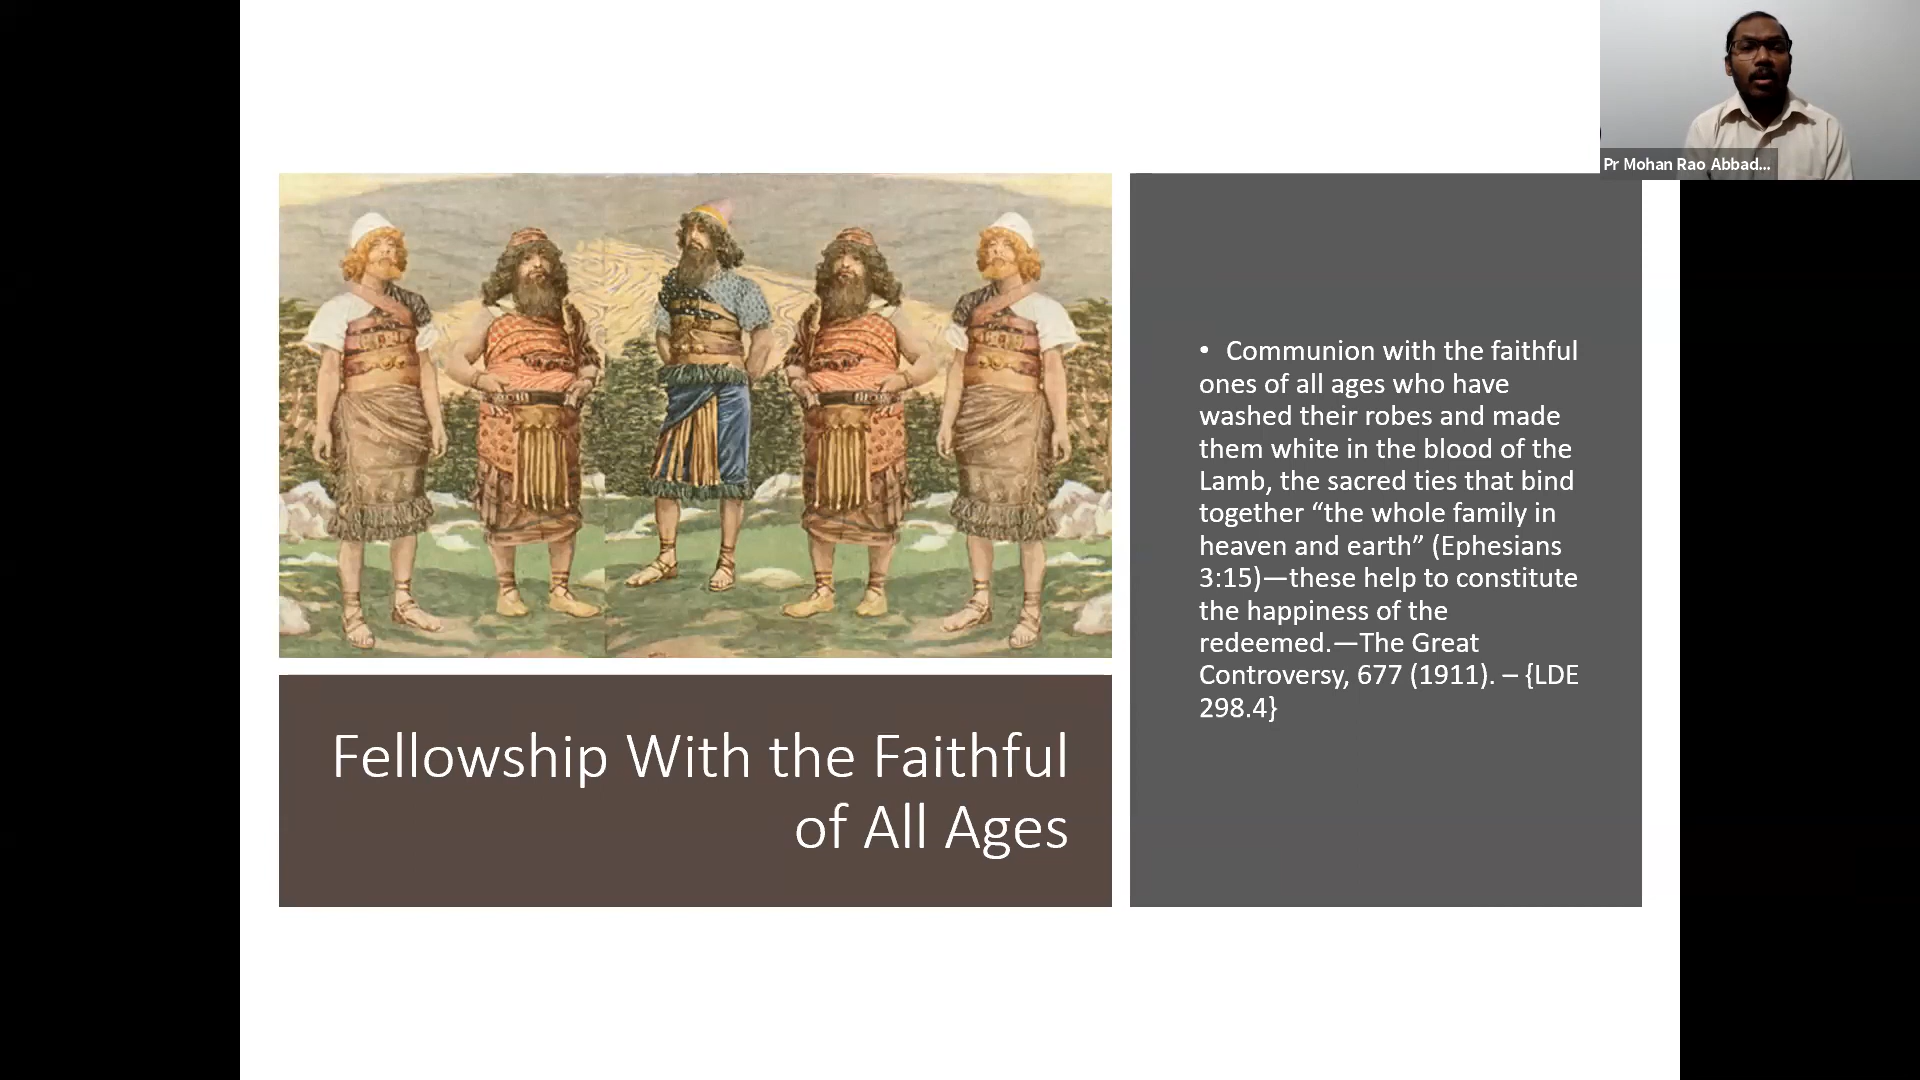 Pr Mohan Rao Abbad...
• Communion with the faithful
ones of all ages who have
washed their robes and made
them white in the blood of the
Lamb, the sacred ties that bind
together “the whole family in
heaven and earth” (Ephesians
3:15)—these help to constitute
the happiness of the
redeemed.—The Great
Controversy, 677 (1911). – {LDE
298.4}
Fellowship With the Faithful
of All Ages